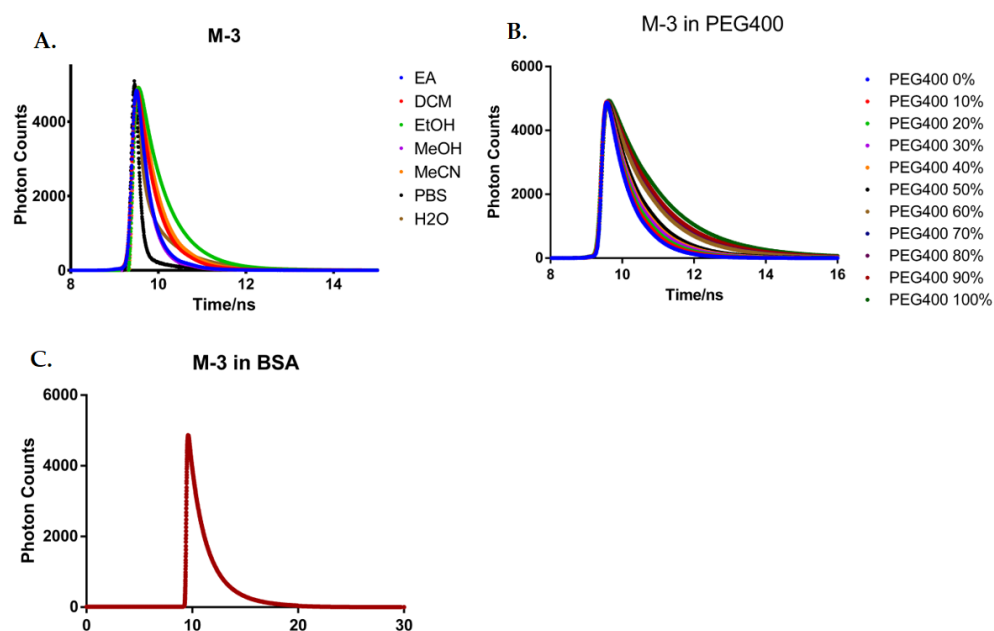 A.
M-3
Photon Counts
4000
2000
0
8
10
12
14
Time/ns
EA
DCM
EtOH
MeOH
MeCN
PBS
H2O
B.
M-3 in PEG400
Photon Counts
6000
4000
2000
0
8
10
12
14
16
Time/ns
PEG400 0%
PEG400 10%
PEG400 20%
PEG400 30%
PEG400 40%
PEG400 50%
PEG400 60%
PEG400 70%
PEG400 80%
PEG400 90%
PEG400 100%
C.
M-3 in BSA
Photon Counts
6000
4000
2000
0
0
10
20
30